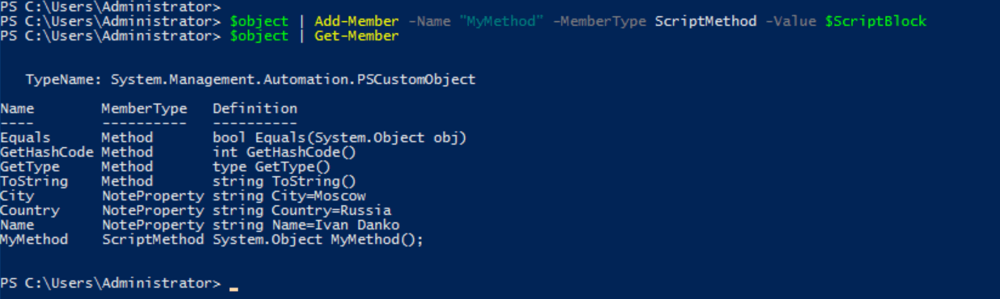 PS C:\Users\Administrator>
PS C:\Users\Administrator> $object | Add-Member -Name "MyMethod" -MemberType ScriptMethod -Value $ScriptBlock
PS C:\Users\Administrator> $object | Get-Member
TypeName: System.Management.Automation.PSCustomObject
Name MemberType Definition
---- ---------- ----------
Equals Method bool Equals(System.Object obj)
GetHashCode Method int GetHashCode()
GetType Method type GetType()
ToString Method string ToString()
City NoteProperty string City=Moscow
Country NoteProperty string Country=Russia
Name NoteProperty string Name=Ivan Danko
MyMethod ScriptMethod System.Object MyMethod();
PS C:\Users\Administrator> _